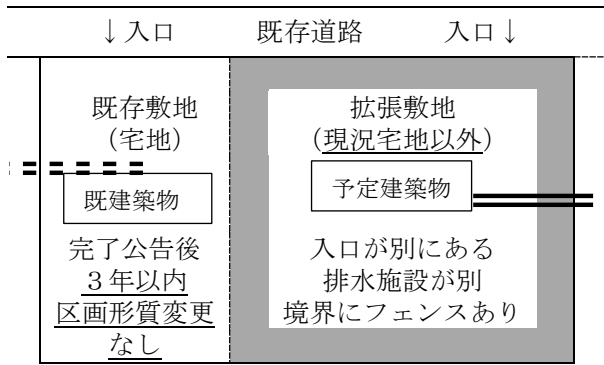 ↓入口 既存道路 入口↓
既存敷地
(宅地)
既建築物
完了公告後
３年以内
区画形質変更
なし
拡張敷地
(現況宅地以外)
予定建築物
入口が別にある
排水施設が別
境界にフェンスあり